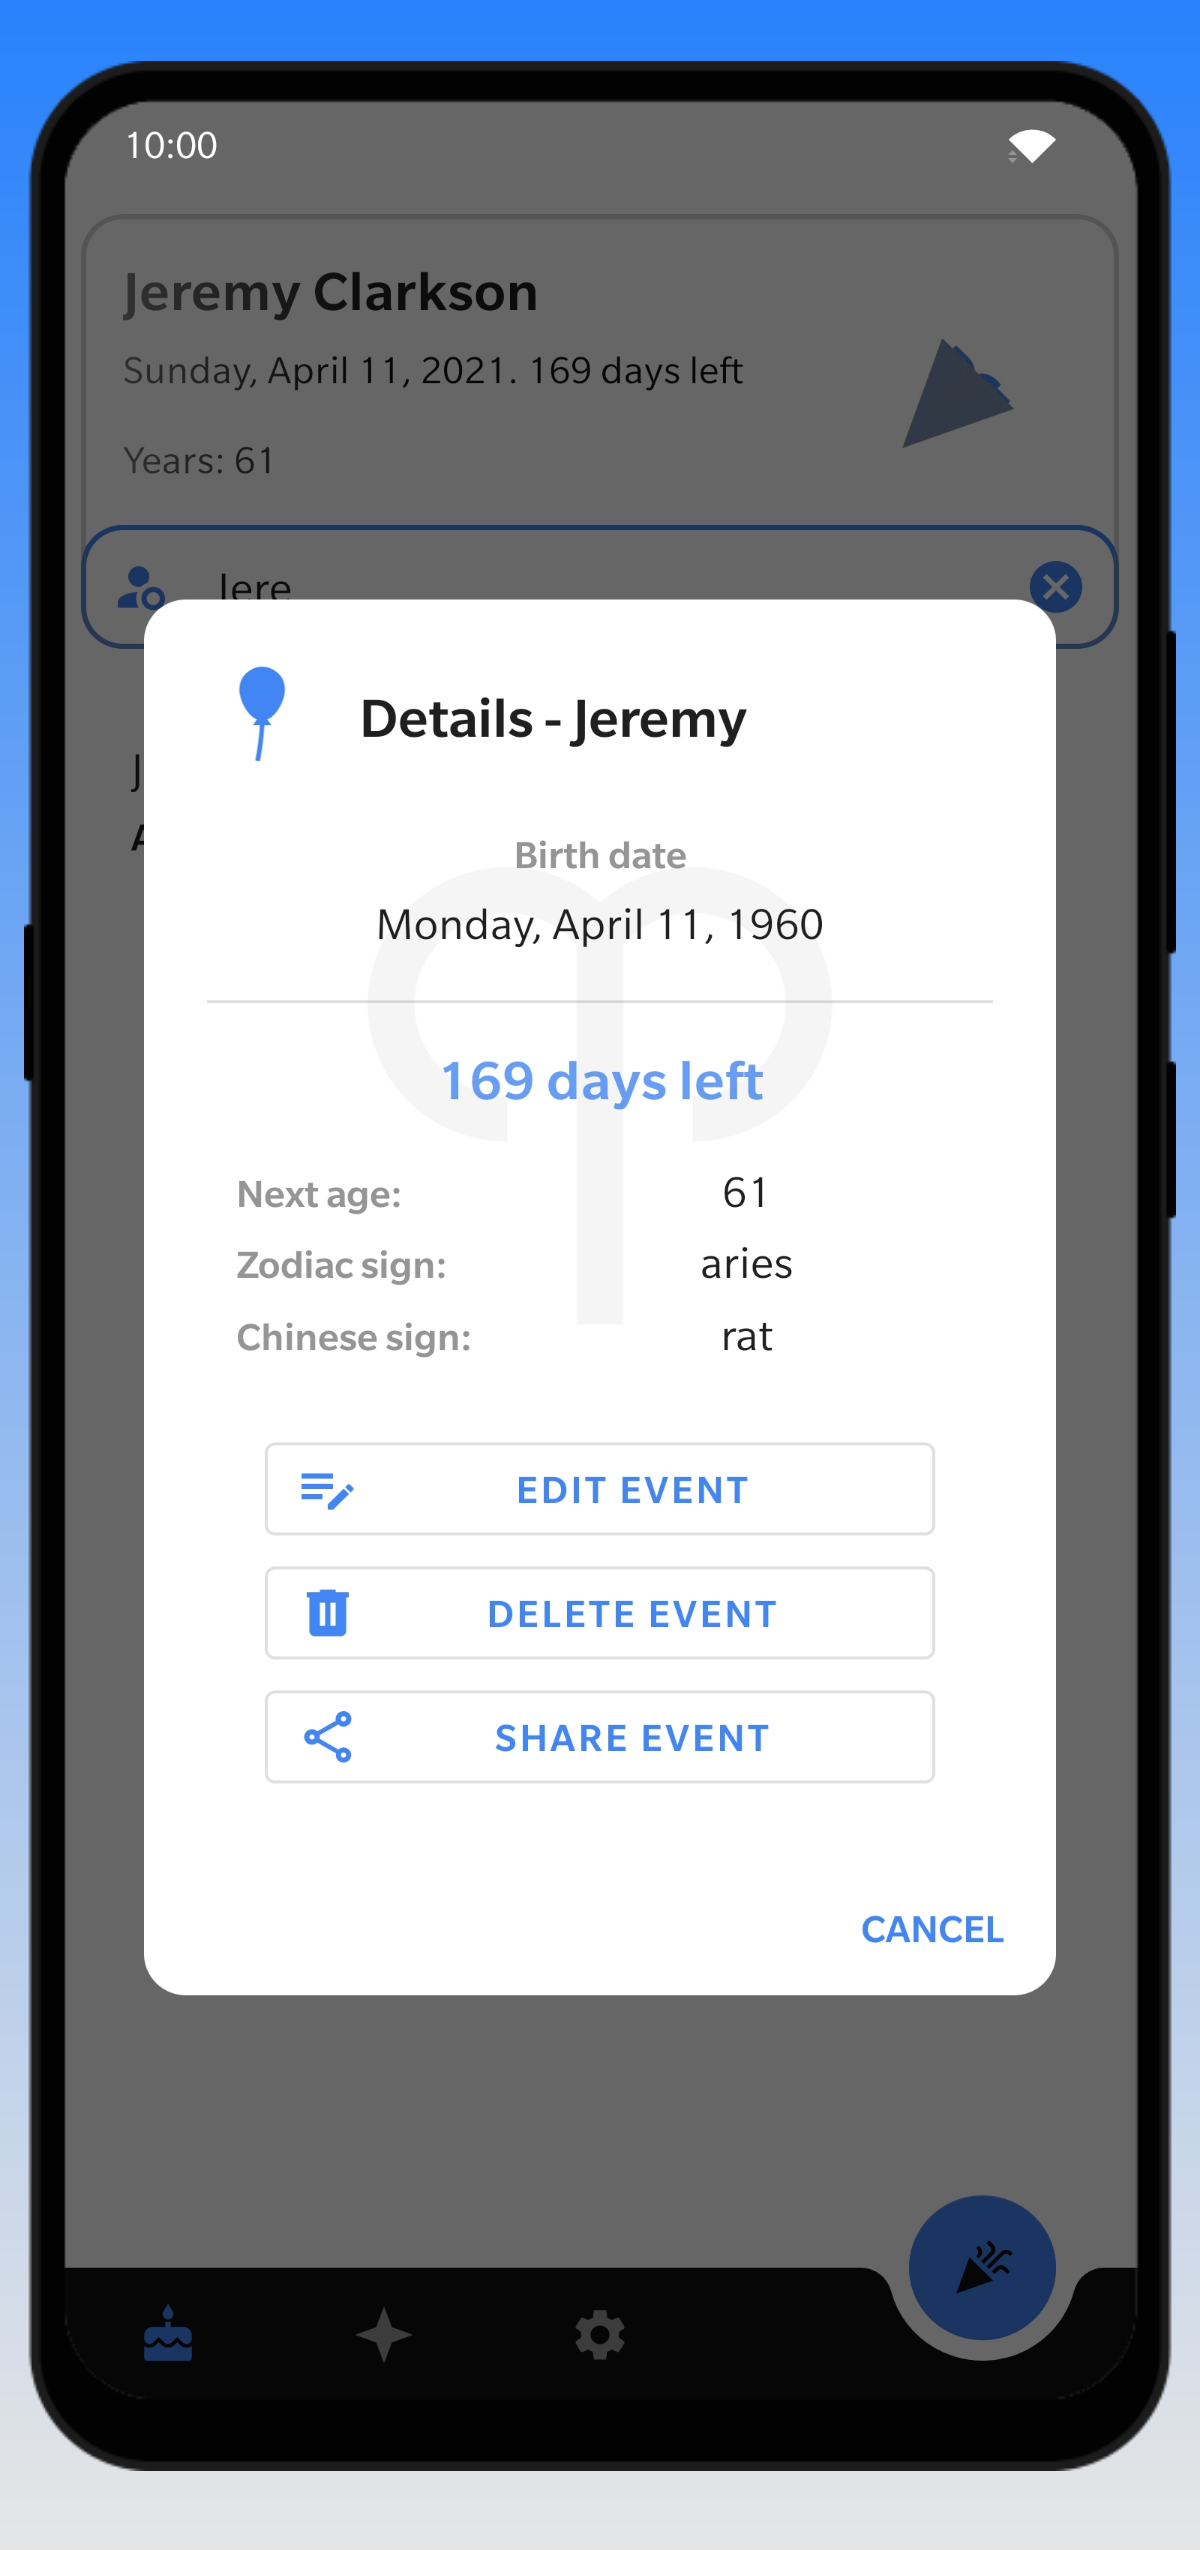 10:00
Jeremy Clarkson
Sunday, April 11, 2021. 169 days left
Years: 61
Jere
Details - Jeremy
Birth date
Monday, April 11, 1960
169 days left
Next age: 61
Zodiac sign: aries
Chinese sign: rat
EDIT EVENT
DELETE EVENT
SHARE EVENT
CANCEL